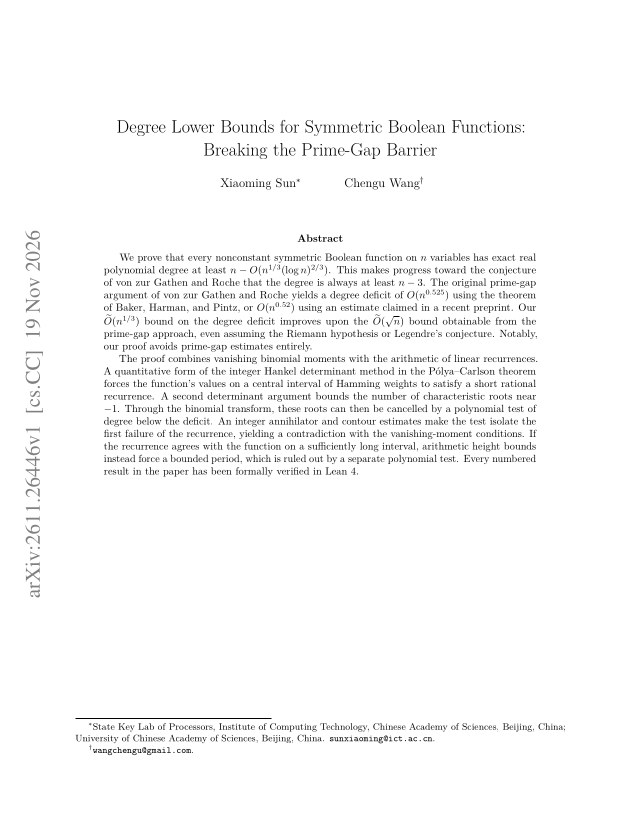 Degree Lower Bounds for Symmetric Boolean Functions:
Breaking the Prime-Gap Barrier
Xiaoming Sun* Chengu Wang†
Abstract
We prove that every nonconstant symmetric Boolean function on n variables has exact real
polynomial degree at least n − O(n^{1/3}(log n)^{2/3}). This makes progress toward the conjecture
of von zur Gathen and Roche that the degree is always at least n − 3. The original prime-gap
argument of von zur Gathen and Roche yields a degree deficit of O(n^{0.525}) using the theorem
of Baker, Harman, and Pintz, or O(n^{0.52}) using an estimate claimed in a recent preprint. Our
Õ(n^{1/3}) bound on the degree deficit improves upon the Õ(√n) bound obtainable from the
prime-gap approach, even assuming the Riemann hypothesis or Legendre's conjecture. Notably,
our proof avoids prime-gap estimates entirely.
The proof combines vanishing binomial moments with the arithmetic of linear recurrences.
A quantitative form of the integer Hankel determinant method in the Pólya–Carlson theorem
forces the function's values on a central interval of Hamming weights to satisfy a short rational
recurrence. A second determinant argument bounds the number of characteristic roots near
−1. Through the binomial transform, these roots can then be cancelled by a polynomial test of
degree below the deficit. An integer annihilator and contour estimates make the test isolate the
first failure of the recurrence, yielding a contradiction with the vanishing-moment conditions. If
the recurrence agrees with the function on a sufficiently long interval, arithmetic height bounds
instead force a bounded period, which is ruled out by a separate polynomial test. Every numbered
result in the paper has been formally verified in Lean 4.
arXiv:2611.26446v1 [cs.CC] 19 Nov 2026
*State Key Lab of Processors, Institute of Computing Technology, Chinese Academy of Sciences, Beijing, China;
University of Chinese Academy of Sciences, Beijing, China. sunxiaoming@ict.ac.cn.
†wangchengu@gmail.com.